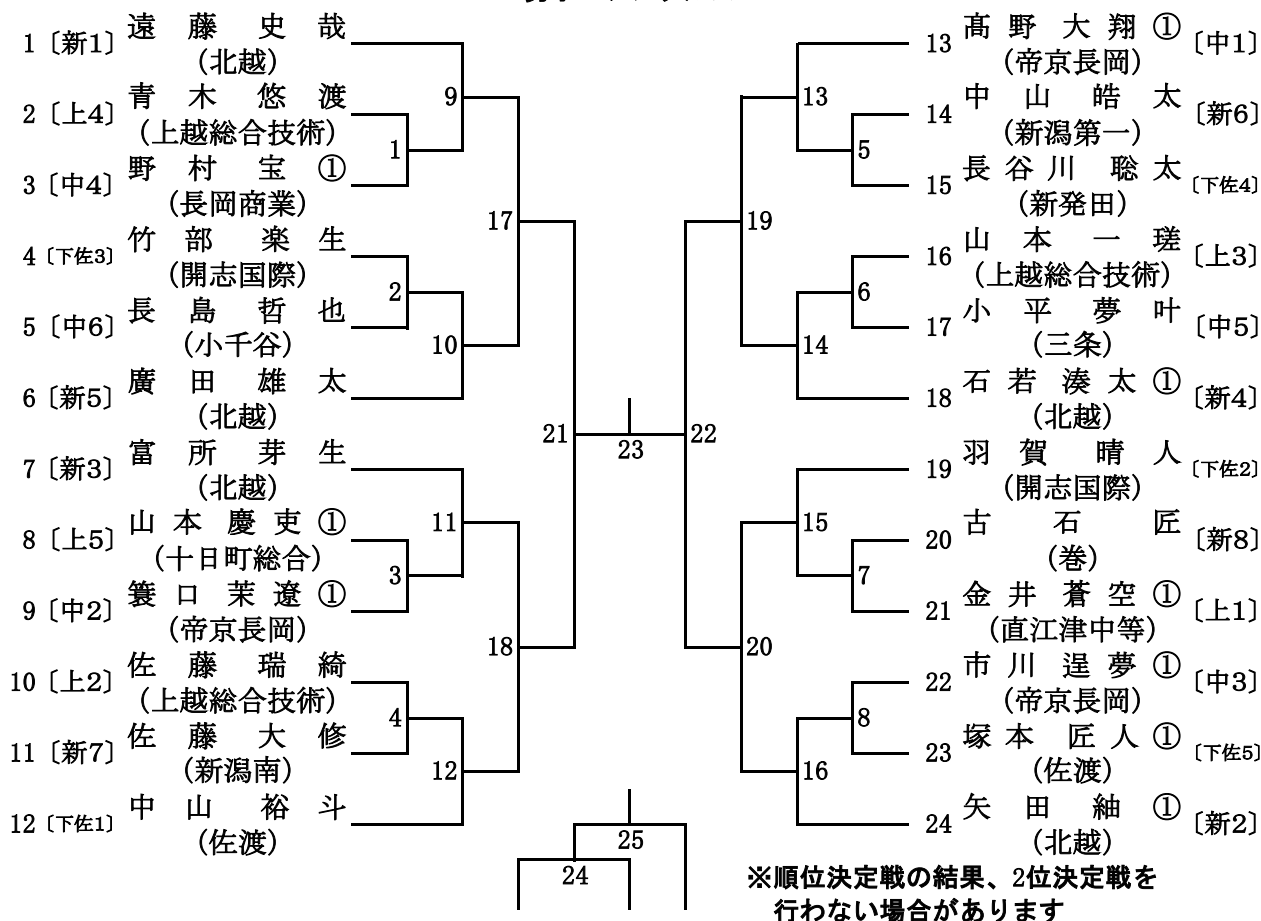 1〔新1〕遠藤史哉
(北越)
2〔上4〕青木悠渡
(上越総合技術)
3〔中4〕野村宝①
(長岡商業)
4〔下佐3〕竹部楽生
(開志国際)
5〔中6〕長島哲也
(小千谷)
6〔新5〕廣田雄太
(北越)
7〔新3〕富所芽生
(北越)
8〔上5〕山本慶吏①
(十日町総合)
9〔中2〕簑口茉遼①
(帝京長岡)
10〔上2〕佐藤瑞綺
(上越総合技術)
11〔新7〕佐藤大修
(新潟南)
12〔下佐1〕中山裕斗
(佐渡)
1
2
3
4
9
10
11
12
17
18
21
23
22
19
20
13
14
15
16
5
6
7
8
13 髙野大翔①〔中1〕
(帝京長岡)
14 中山皓太〔新6〕
(新潟第一)
15 長谷川聡太〔下佐4〕
(新発田)
16 山本一瑳〔上3〕
(上越総合技術)
17 小平夢叶〔中5〕
(三条)
18 石若湊太①〔新4〕
(北越)
19 羽賀晴人〔下佐2〕
(開志国際)
20 古石匠〔新8〕
(巻)
21 金井蒼空①〔上1〕
(直江津中等)
22 市川逞夢①〔中3〕
(帝京長岡)
23 塚本匠人①〔下佐5〕
(佐渡)
24 矢田紬①〔新2〕
(北越)
25
24
※順位決定戦の結果、2位決定戦を
行わない場合があります